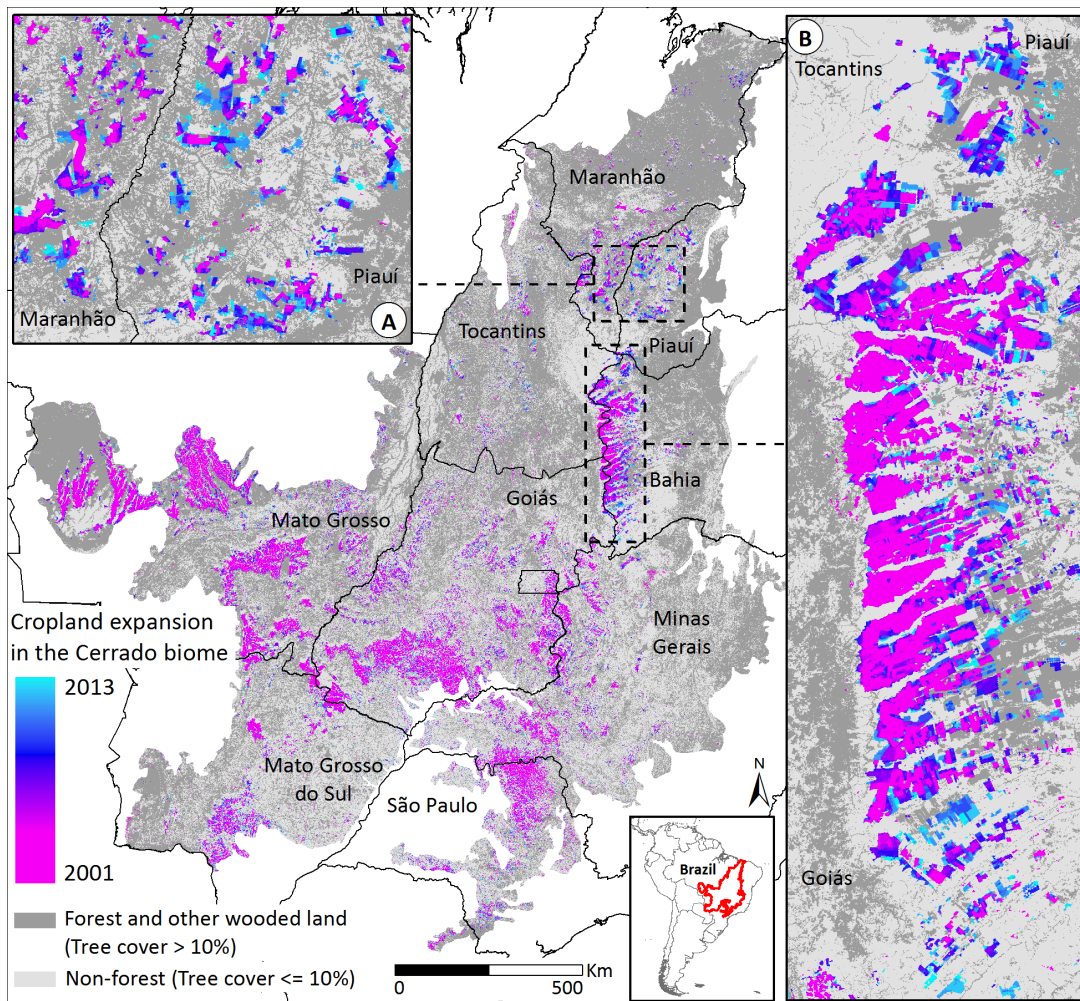 B
Piauí
Tocantins
Maranhão
Piauí
Maranhão
A
Tocantins
Piauí
Bahia
Goiás
Mato Grosso
Minas
Gerais
Cropland expansion
in the Cerrado biome
2013
2001
Mato Grosso
do Sul
São Paulo
N
Brazil
Goiás
Forest and other wooded land
(Tree cover > 10%)
Non-forest (Tree cover <= 10%)
Km
0
500